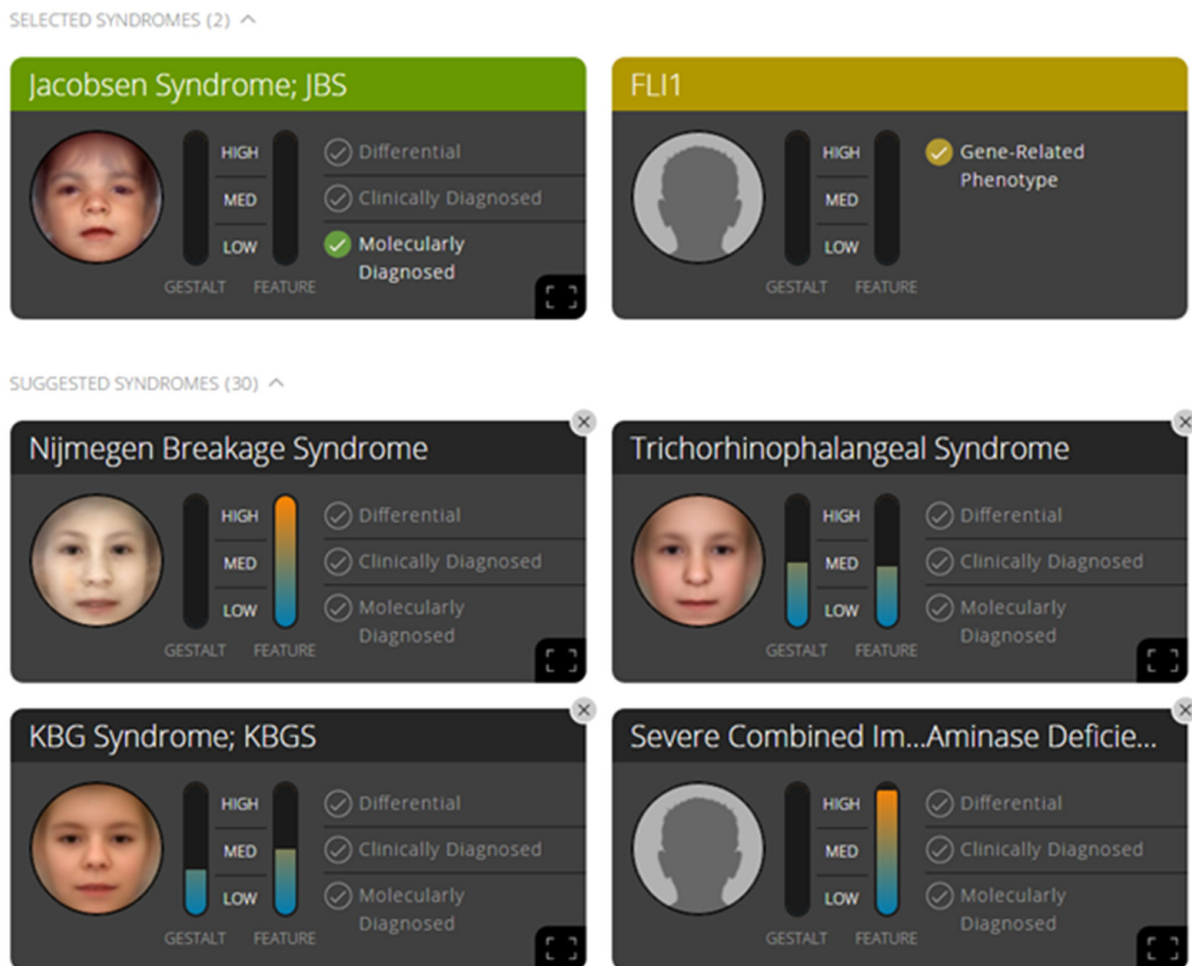 SELECTED SYNDROMES (2)
Jacobsen Syndrome; JBS
HIGH
MED
LOW
GESTALT FEATURE
Differential
Clinically Diagnosed
Molecularly
Diagnosed
FLI1
HIGH
MED
LOW
GESTALT FEATURE
Gene-Related
Phenotype
SUGGESTED SYNDROMES (30)
Nijmegen Breakage Syndrome
HIGH
MED
LOW
GESTALT FEATURE
Differential
Clinically Diagnosed
Molecularly
Diagnosed
Trichorhinophalangeal Syndrome
HIGH
MED
LOW
GESTALT FEATURE
Differential
Clinically Diagnosed
Molecularly
Diagnosed
KBG Syndrome; KBGS
HIGH
MED
LOW
GESTALT FEATURE
Differential
Clinically Diagnosed
Molecularly
Diagnosed
Severe Combined Im...Aminase Deficie...
HIGH
MED
LOW
GESTALT FEATURE
Differential
Clinically Diagnosed
Molecularly
Diagnosed